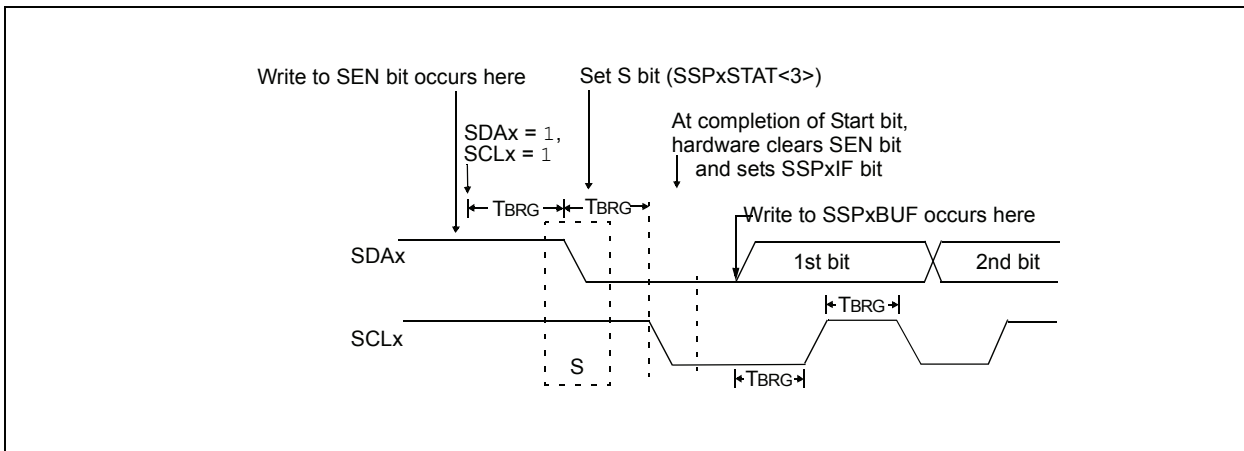 Write to SEN bit occurs here
Set S bit (SSPxSTAT<3>)
SDAx = 1,
SCLx = 1
At completion of Start bit,
hardware clears SEN bit
and sets SSPxIF bit
TBRG
TBRG
Write to SSPxBUF occurs here
SDAx
1st bit
2nd bit
TBRG
SCLx
S
TBRG